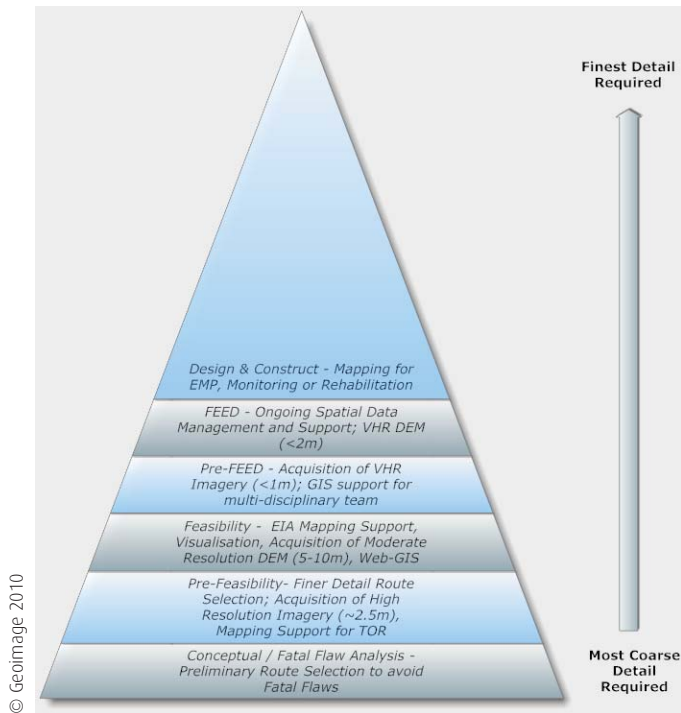 Finest Detail
Required
Design & Construct - Mapping for
EMP, Monitoring or Rehabilitation
FEED - Ongoing Spatial Data
Management and Support; VHR DEM
(<2m)
Pre-FEED - Acquisition of VHR
Imagery (<1m); GIS support for
multi-disciplinary team
Feasibility - EIA Mapping Support,
Visualisation, Acquisition of Moderate
Resolution DEM (5-10m), Web-GIS
Pre-Feasibility- Finer Detail Route
Selection; Acquisition of High
Resolution Imagery (~2.5m),
Mapping Support for TOR
Conceptual / Fatal Flaw Analysis -
Preliminary Route Selection to avoid
Fatal Flaws
Most Coarse
Detail
Required
© Geoimage 2010